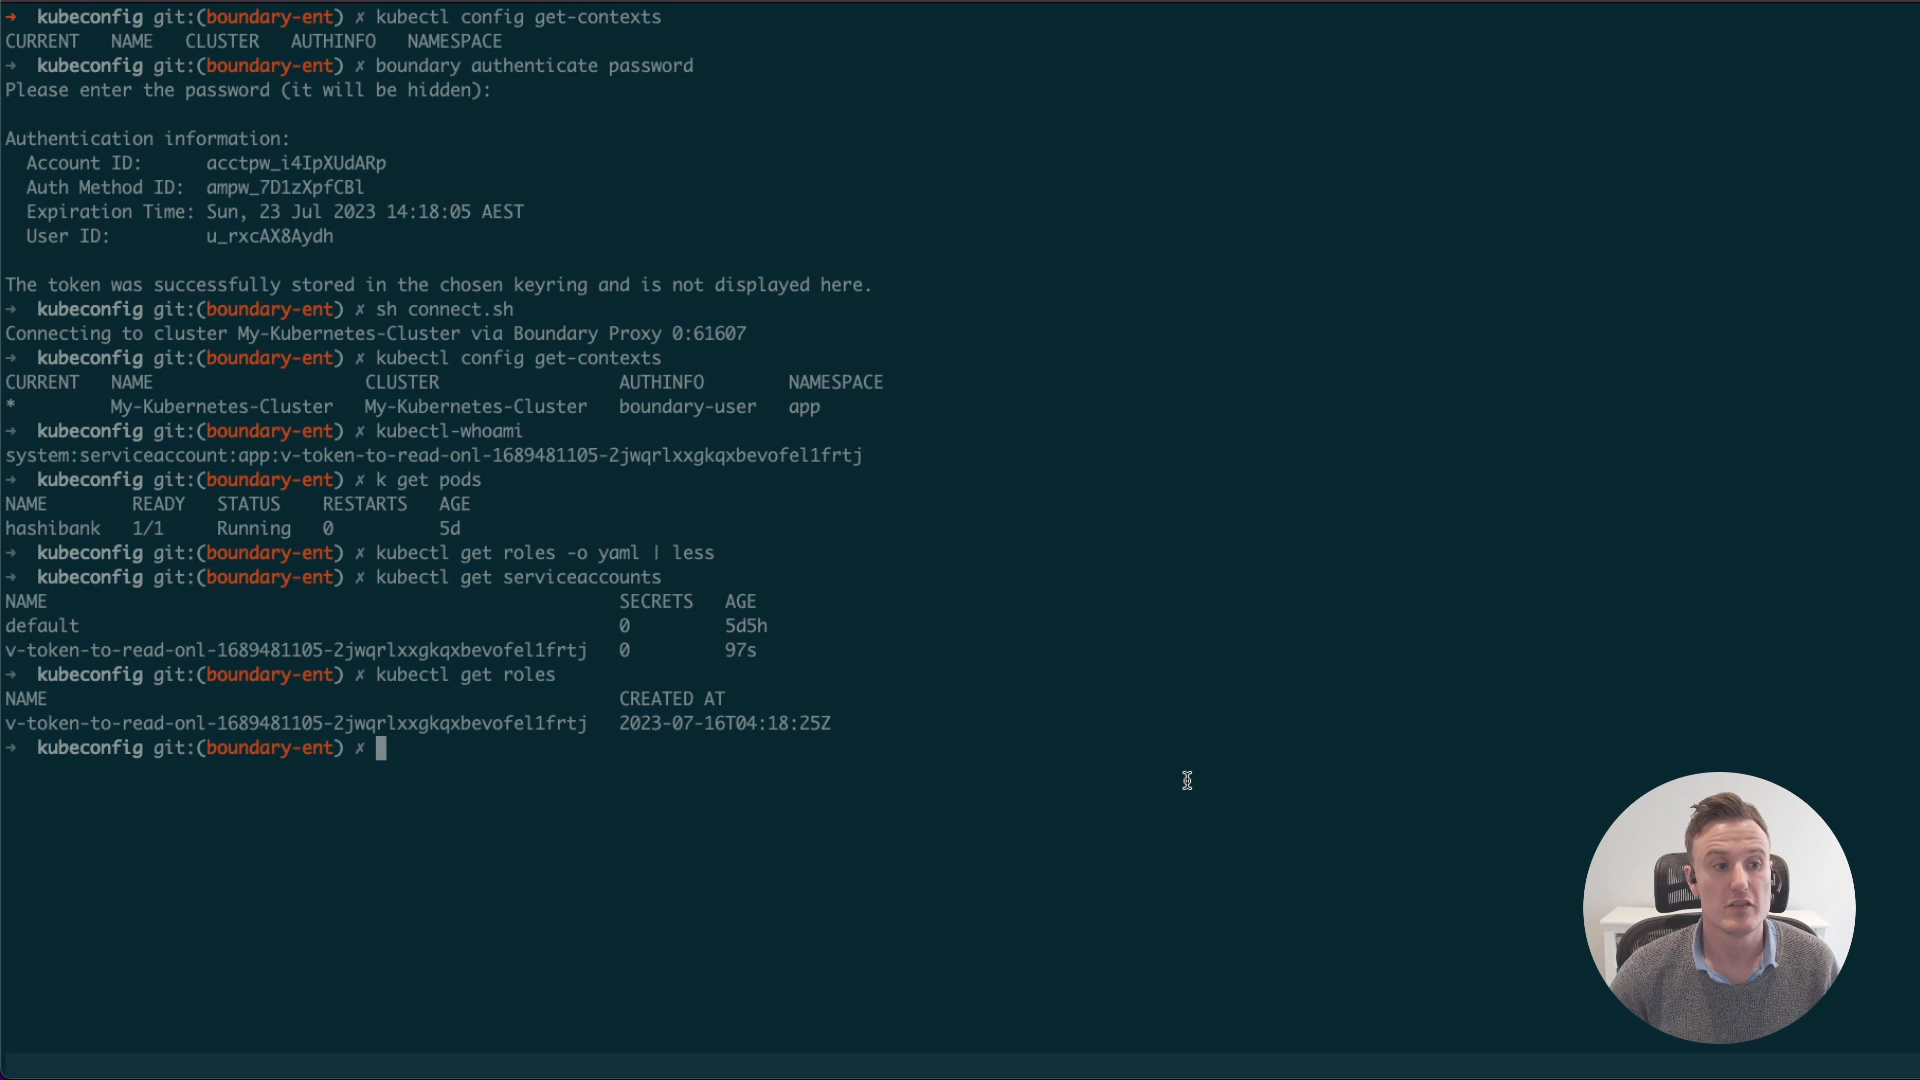 → kubeconfig git:(boundary-ent) ✗ kubectl config get-contexts
CURRENT NAME CLUSTER AUTHINFO NAMESPACE
→ kubeconfig git:(boundary-ent) ✗ boundary authenticate password
Please enter the password (it will be hidden):
Authentication information:
Account ID: acctpw_i4IpXUdARp
Auth Method ID: ampw_7D1zXpfCBl
Expiration Time: Sun, 23 Jul 2023 14:18:05 AEST
User ID: u_rxcAX8Aydh
The token was successfully stored in the chosen keyring and is not displayed here.
→ kubeconfig git:(boundary-ent) ✗ sh connect.sh
Connecting to cluster My-Kubernetes-Cluster via Boundary Proxy 0:61607
→ kubeconfig git:(boundary-ent) ✗ kubectl config get-contexts
CURRENT NAME CLUSTER AUTHINFO NAMESPACE
* My-Kubernetes-Cluster My-Kubernetes-Cluster boundary-user app
→ kubeconfig git:(boundary-ent) ✗ kubectl-whoami
system:serviceaccount:app:v-token-to-read-onl-1689481105-2jwqrlxxgkqxbevofel1frtj
→ kubeconfig git:(boundary-ent) ✗ k get pods
NAME READY STATUS RESTARTS AGE
hashibank 1/1 Running 0 5d
→ kubeconfig git:(boundary-ent) ✗ kubectl get roles -o yaml | less
→ kubeconfig git:(boundary-ent) ✗ kubectl get serviceaccounts
NAME SECRETS AGE
default 0 5d5h
v-token-to-read-onl-1689481105-2jwqrlxxgkqxbevofel1frtj 0 97s
→ kubeconfig git:(boundary-ent) ✗ kubectl get roles
NAME CREATED AT
v-token-to-read-onl-1689481105-2jwqrlxxgkqxbevofel1frtj 2023-07-16T04:18:25Z
→ kubeconfig git:(boundary-ent) ✗